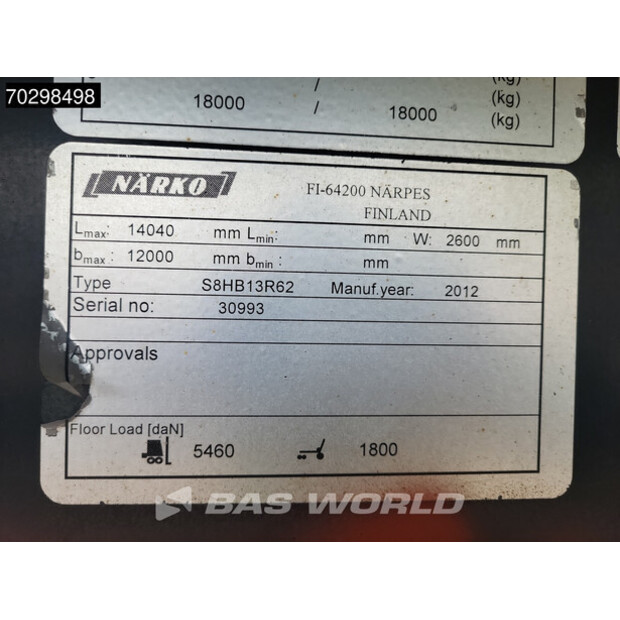 70298498
/ (kg)
18000 / 18000 (kg)
(kg)
NÄRKO FI-64200 NÄRPES
FINLAND
Lmax: 14040 mm Lmin: mm W: 2600 mm
bmax: 12000 mm bmin: mm
Type S8HB13R62 Manuf.year: 2012
Serial no: 30993
Approvals
Floor Load [daN]
5460 1800
BAS WORLD